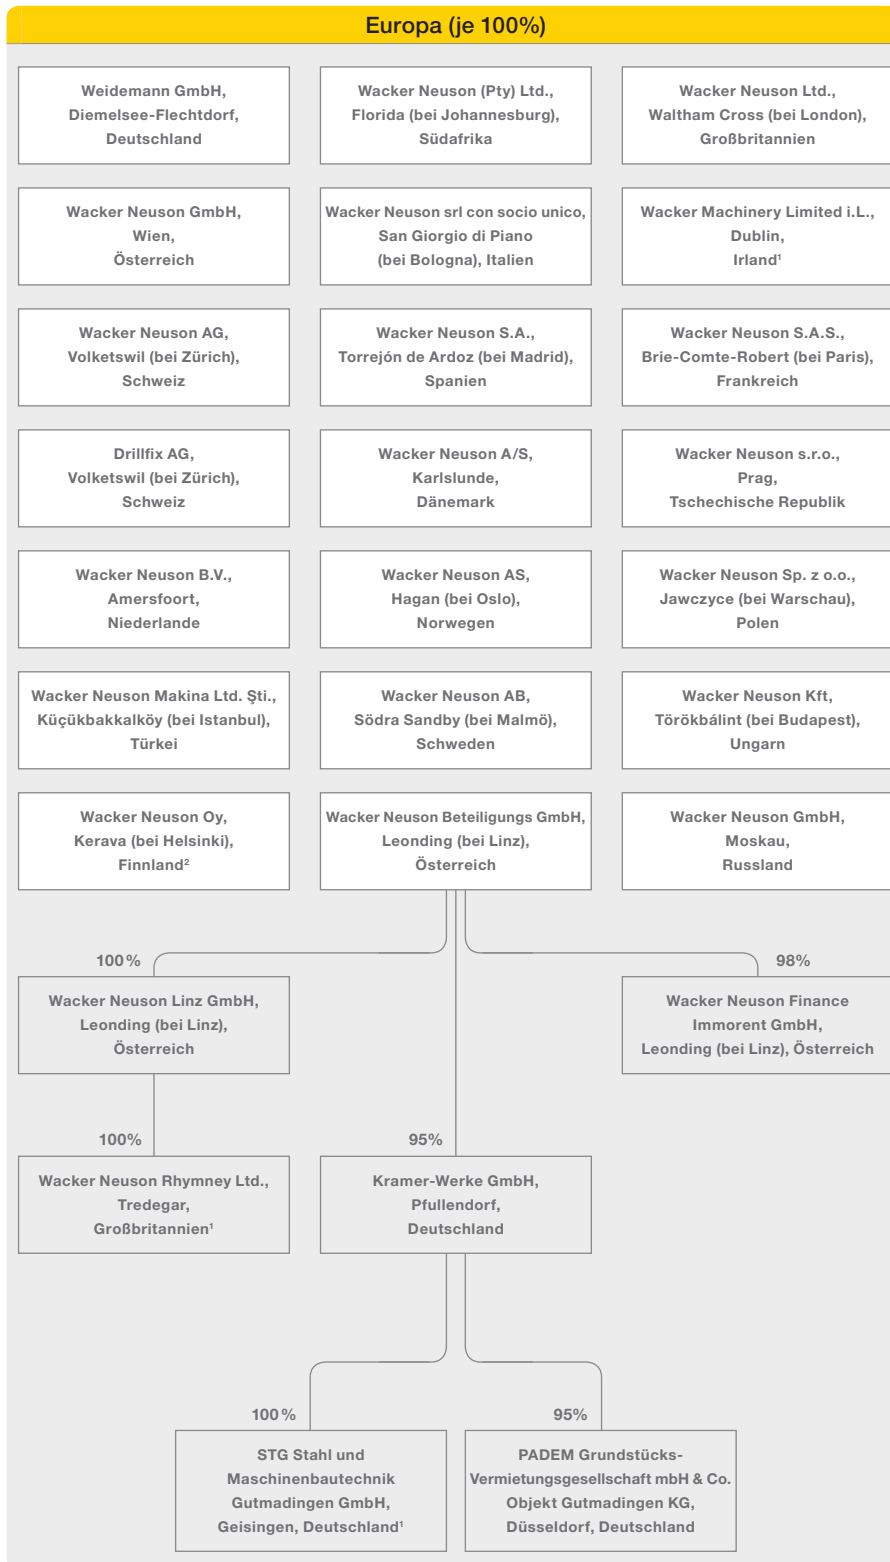 Europa (je 100%)
Weidemann GmbH,
Diemelsee-Flechtdorf,
Deutschland
Wacker Neuson (Pty) Ltd.,
Florida (bei Johannesburg),
Südafrika
Wacker Neuson Ltd.,
Waltham Cross (bei London),
Großbritannien
Wacker Neuson GmbH,
Wien,
Österreich
Wacker Neuson srl con socio unico,
San Giorgio di Piano
(bei Bologna), Italien
Wacker Machinery Limited i.L.,
Dublin,
Irland¹
Wacker Neuson AG,
Volketswil (bei Zürich),
Schweiz
Wacker Neuson S.A.,
Torrejón de Ardoz (bei Madrid),
Spanien
Wacker Neuson S.A.S.,
Brie-Comte-Robert (bei Paris),
Frankreich
Drillfix AG,
Volketswil (bei Zürich),
Schweiz
Wacker Neuson A/S,
Karlslunde,
Dänemark
Wacker Neuson s.r.o.,
Prag,
Tschechische Republik
Wacker Neuson B.V.,
Amersfoort,
Niederlande
Wacker Neuson AS,
Hagan (bei Oslo),
Norwegen
Wacker Neuson Sp. z o.o.,
Jawczyce (bei Warschau),
Polen
Wacker Neuson Makina Ltd. Şti.,
Küçükbakkalköy (bei Istanbul),
Türkei
Wacker Neuson AB,
Södra Sandby (bei Malmö),
Schweden
Wacker Neuson Kft,
Törökbálint (bei Budapest),
Ungarn
Wacker Neuson Oy,
Kerava (bei Helsinki),
Finnland²
Wacker Neuson Beteiligungs GmbH,
Leonding (bei Linz),
Österreich
Wacker Neuson GmbH,
Moskau,
Russland
100%
Wacker Neuson Linz GmbH,
Leonding (bei Linz),
Österreich
98%
Wacker Neuson Finance
Immorent GmbH,
Leonding (bei Linz), Österreich
100%
Wacker Neuson Rhymney Ltd.,
Tredegar,
Großbritannien¹
95%
Kramer-Werke GmbH,
Pfullendorf,
Deutschland
100%
STG Stahl und
Maschinenbautechnik
Gutmadingen GmbH,
Geisingen, Deutschland¹
95%
PADEM Grundstücks-
Vermietungsgesellschaft mbH & Co.
Objekt Gutmadingen KG,
Düsseldorf, Deutschland